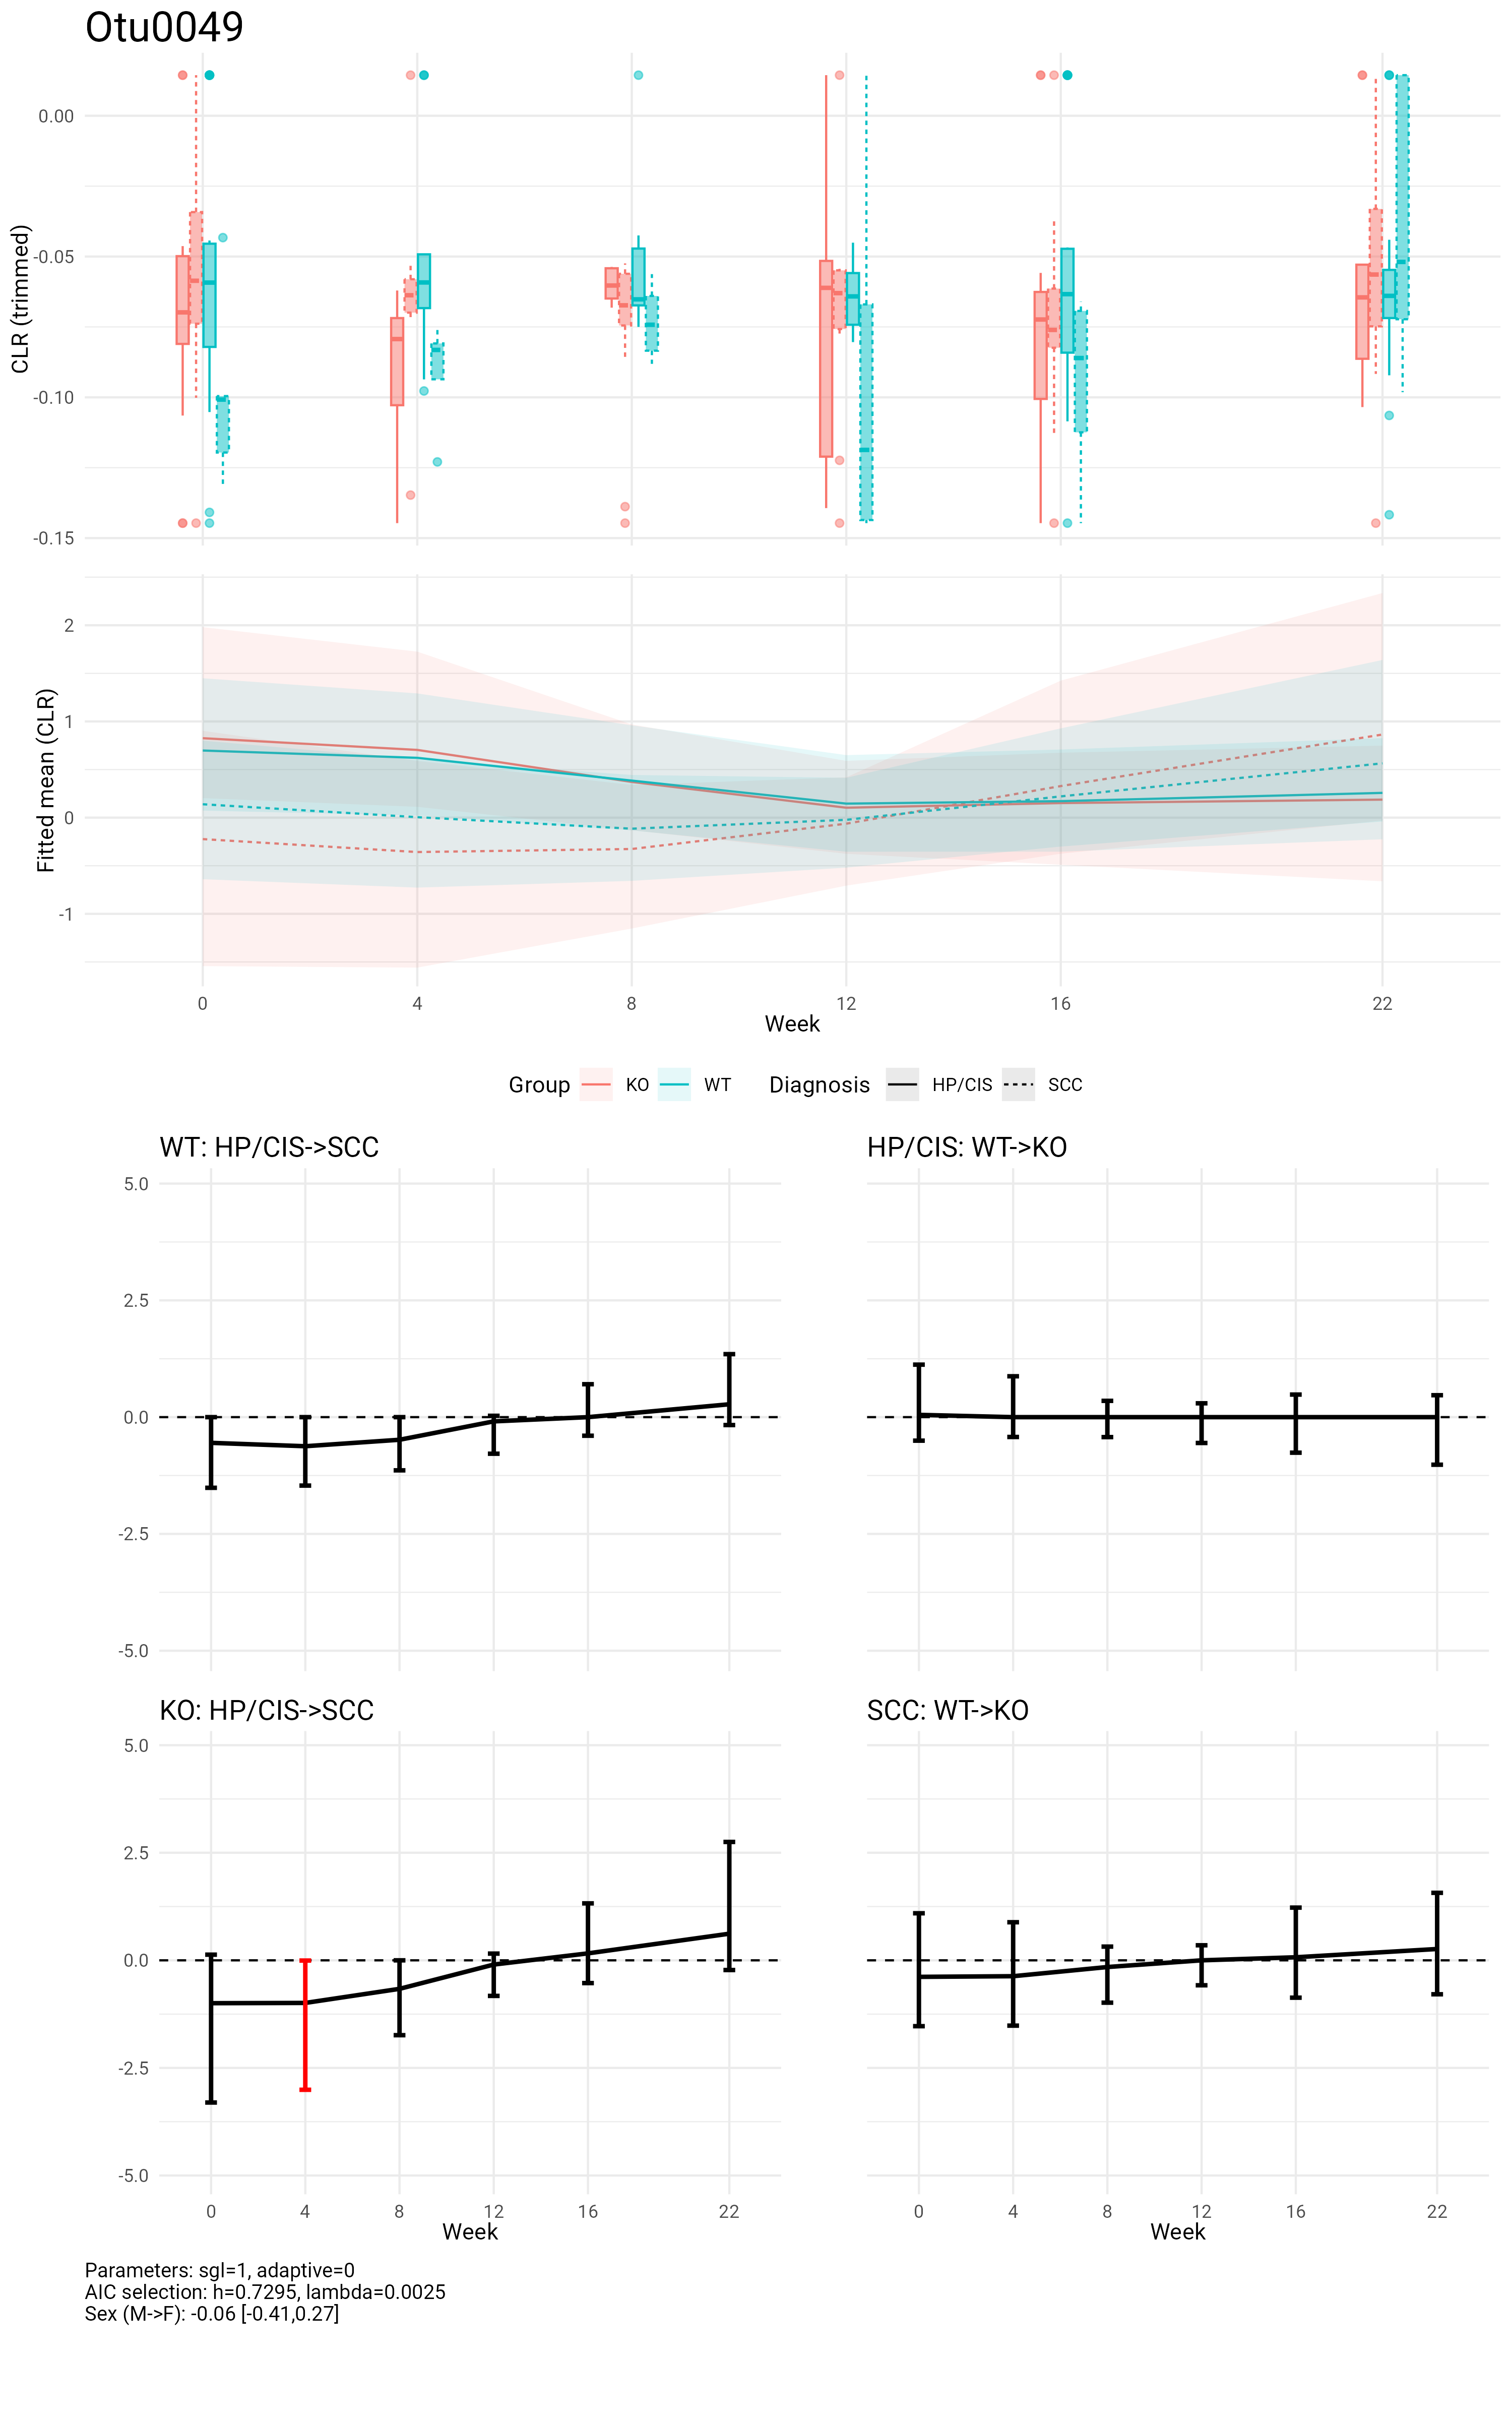 Otu0049
CLR (trimmed)
0.00
-0.05
-0.10
-0.15
Fitted mean (CLR)
2
1
0
-1
0 4 8 12 16 22
Week
Group KO WT Diagnosis HP/CIS SCC
WT: HP/CIS->SCC
5.0
2.5
0.0
-2.5
-5.0
HP/CIS: WT->KO
KO: HP/CIS->SCC
5.0
2.5
0.0
-2.5
-5.0
0 4 8 12 16 22
Week
SCC: WT->KO
0 4 8 12 16 22
Week
Parameters: sgl=1, adaptive=0
AIC selection: h=0.7295, lambda=0.0025
Sex (M->F): -0.06 [-0.41,0.27]